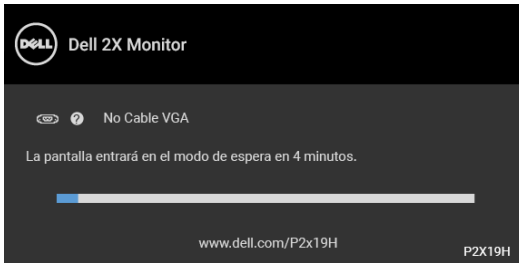 DELL
Dell 2X Monitor
? No Cable VGA
La pantalla entrará en el modo de espera en 4 minutos.
www.dell.com/P2x19H
P2X19H